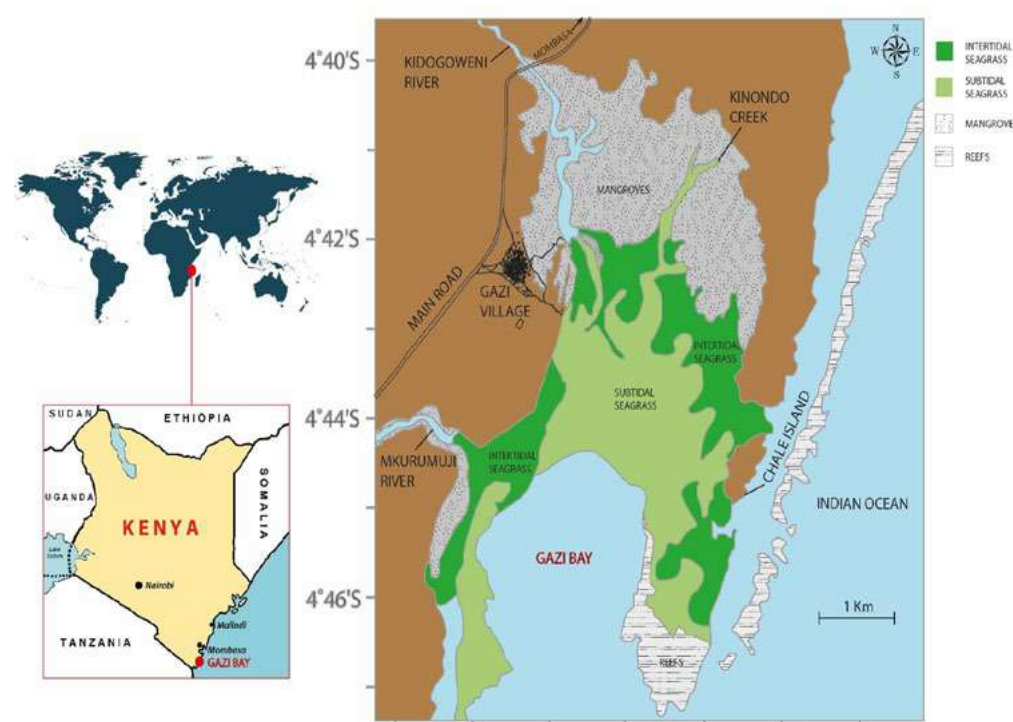 SUDAN
ETHIOPIA
UGANDA
KENYA
SOMALIA
Nairobi
TANZANIA
Malindi
Mombasa
GAZI BAY
4°40'S
4°42'S
4°44'S
4°46'S
KIDOGOWENI
RIVER
MOMBASA
N
W
E
S
KINONDO
CREEK
MANGROVES
MAIN ROAD
GAZI
VILLAGE
INTERTIDAL
SEAGRASS
SUBTIDAL
SEAGRASS
MKURUMUJI
RIVER
INTERTIDAL
SEAGRASS
CHALE ISLAND
INDIAN OCEAN
GAZI BAY
1 Km
REEFS
INTERTIDAL
SEAGRASS
SUBTIDAL
SEAGRASS
MANGROVE
REEFS